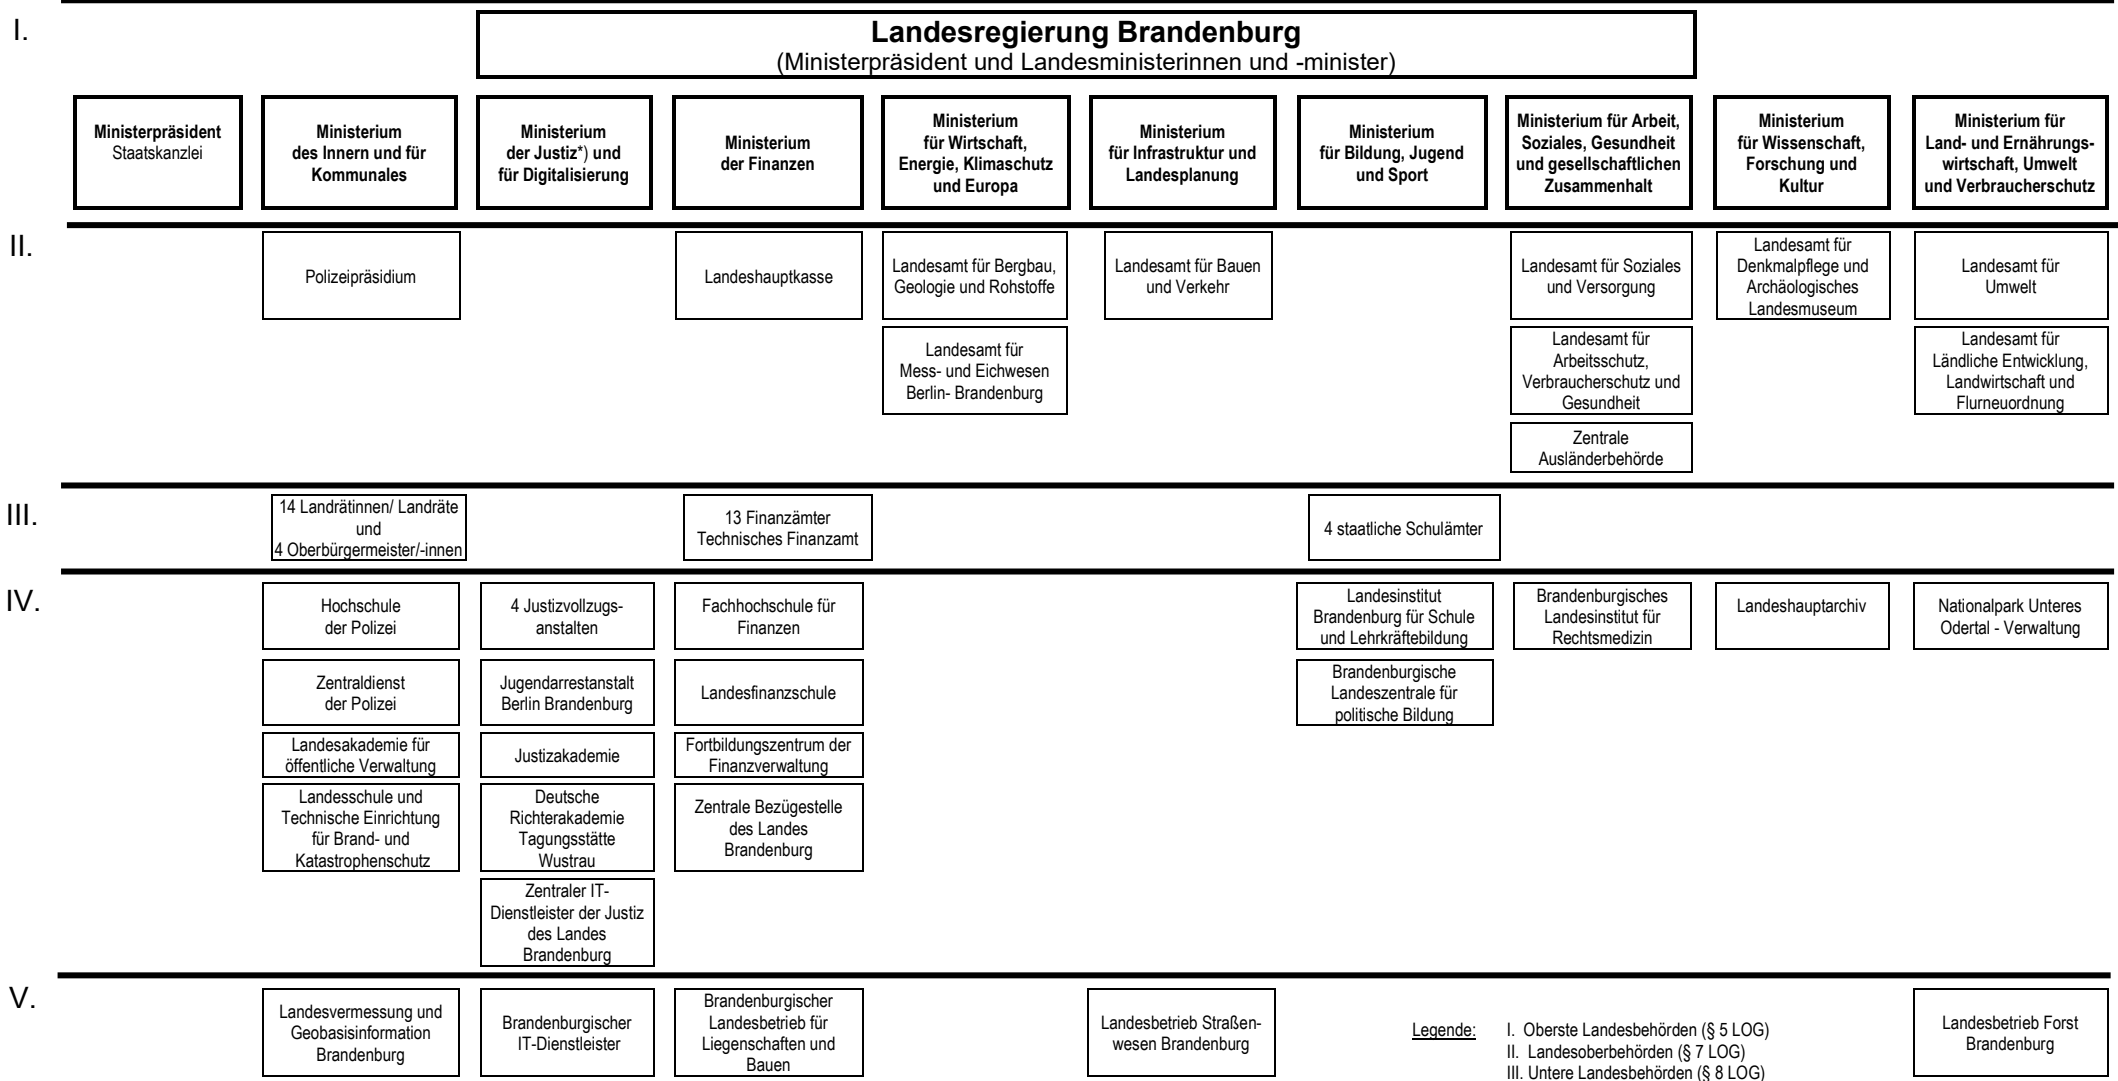 I.
Landesregierung Brandenburg
(Ministerpräsident und Landesministerinnen und -minister)
Ministerpräsident
Staatskanzlei
Ministerium
des Innern und für
Kommunales
Ministerium
der Justiz*) und
für Digitalisierung
Ministerium
der Finanzen
Ministerium
für Wirtschaft,
Energie, Klimaschutz
und Europa
Ministerium
für Infrastruktur und
Landesplanung
Ministerium
für Bildung, Jugend
und Sport
Ministerium für Arbeit,
Soziales, Gesundheit
und gesellschaftlichen
Zusammenhalt
Ministerium
für Wissenschaft,
Forschung und
Kultur
Ministerium für
Land- und Ernährungs-
wirtschaft, Umwelt
und Verbraucherschutz
II.
Polizeipräsidium
Landeshauptkasse
Landesamt für Bergbau,
Geologie und Rohstoffe
Landesamt für Bauen
und Verkehr
Landesamt für Soziales
und Versorgung
Landesamt für
Denkmalpflege und
Archäologisches
Landesmuseum
Landesamt für
Umwelt
Landesamt für
Mess- und Eichwesen
Berlin- Brandenburg
Landesamt für
Arbeitsschutz,
Verbraucherschutz und
Gesundheit
Landesamt für
Ländliche Entwicklung,
Landwirtschaft und
Flurneuordnung
Zentrale
Ausländerbehörde
III.
14 Landrätinnen/ Landräte
und
4 Oberbürgermeister/-innen
13 Finanzämter
Technisches Finanzamt
4 staatliche Schulämter
IV.
Hochschule
der Polizei
4 Justizvollzugs-
anstalten
Fachhochschule für
Finanzen
Landesinstitut
Brandenburg für Schule
und Lehrkräftebildung
Brandenburgisches
Landesinstitut für
Rechtsmedizin
Landeshauptarchiv
Nationalpark Unteres
Odertal - Verwaltung
Zentraldienst
der Polizei
Jugendarrestanstalt
Berlin Brandenburg
Landesfinanzschule
Brandenburgische
Landeszentrale für
politische Bildung
Landesakademie für
öffentliche Verwaltung
Justizakademie
Fortbildungszentrum der
Finanzverwaltung
Landesschule und
Technische Einrichtung
für Brand- und
Katastrophenschutz
Deutsche
Richterakademie
Tagungsstätte
Wustrau
Zentrale Bezügestelle
des Landes
Brandenburg
Zentraler IT-
Dienstleister der Justiz
des Landes
Brandenburg
V.
Landesvermessung und
Geobasisinformation
Brandenburg
Brandenburgischer
IT-Dienstleister
Brandenburgischer
Landesbetrieb für
Liegenschaften und
Bauen
Landesbetrieb Straßen-
wesen Brandenburg
Legende:
I. Oberste Landesbehörden (§ 5 LOG)
II. Landesoberbehörden (§ 7 LOG)
III. Untere Landesbehörden (§ 8 LOG)
Landesbetrieb Forst
Brandenburg